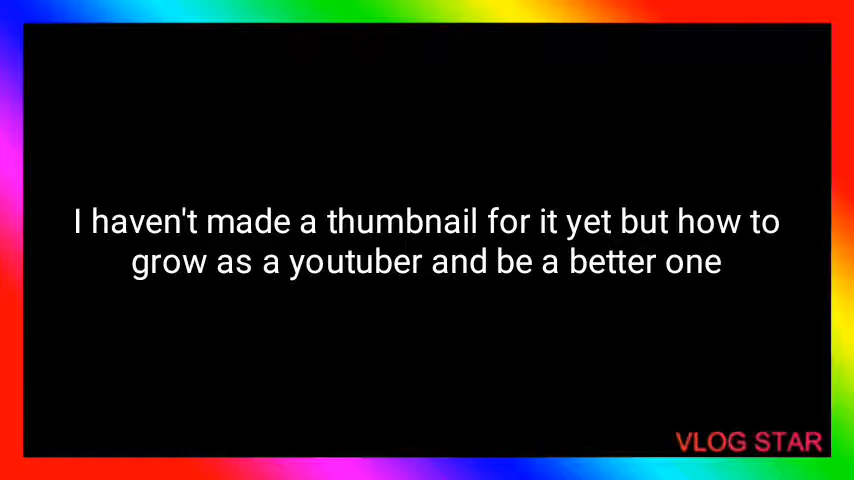 I haven't made a thumbnail for it yet but how to
grow as a youtuber and be a better one
VLOG STAR